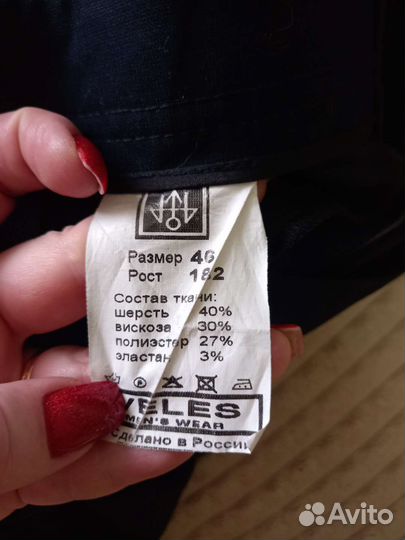 Размер 46
Рост 182
Состав ткани:
шерсть 40%
вискоза 30%
полиэстер 27%
эластан 3%
VELES
MEN'S WEAR
сделано в России
Avito